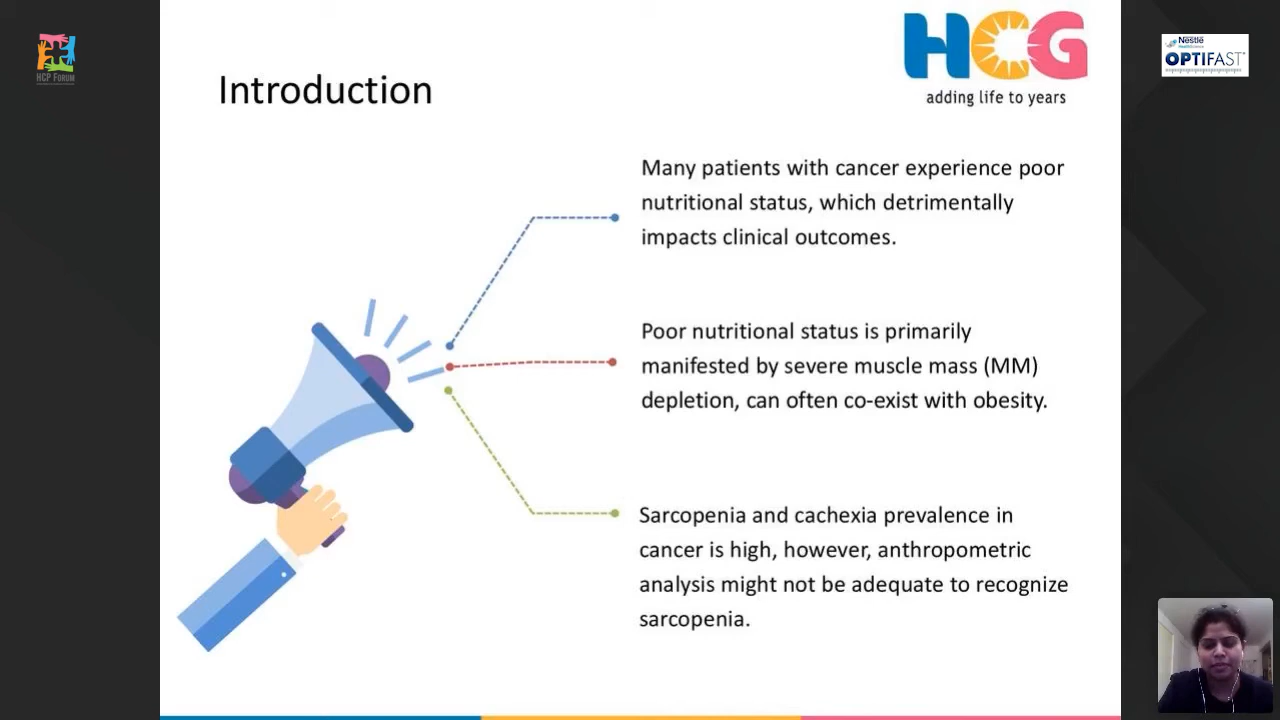 HCP FORUM
Introduction
HCG
adding life to years
Nestlé
HealthScience
OPTIFAST
Many patients with cancer experience poor
nutritional status, which detrimentally
impacts clinical outcomes.
Poor nutritional status is primarily
manifested by severe muscle mass (MM)
depletion, can often co-exist with obesity.
Sarcopenia and cachexia prevalence in
cancer is high, however, anthropometric
analysis might not be adequate to recognize
sarcopenia.